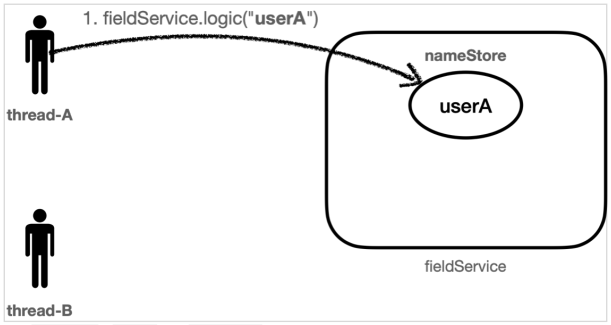 1. fieldService.logic("userA")
nameStore
userA
thread-A
fieldService
thread-B